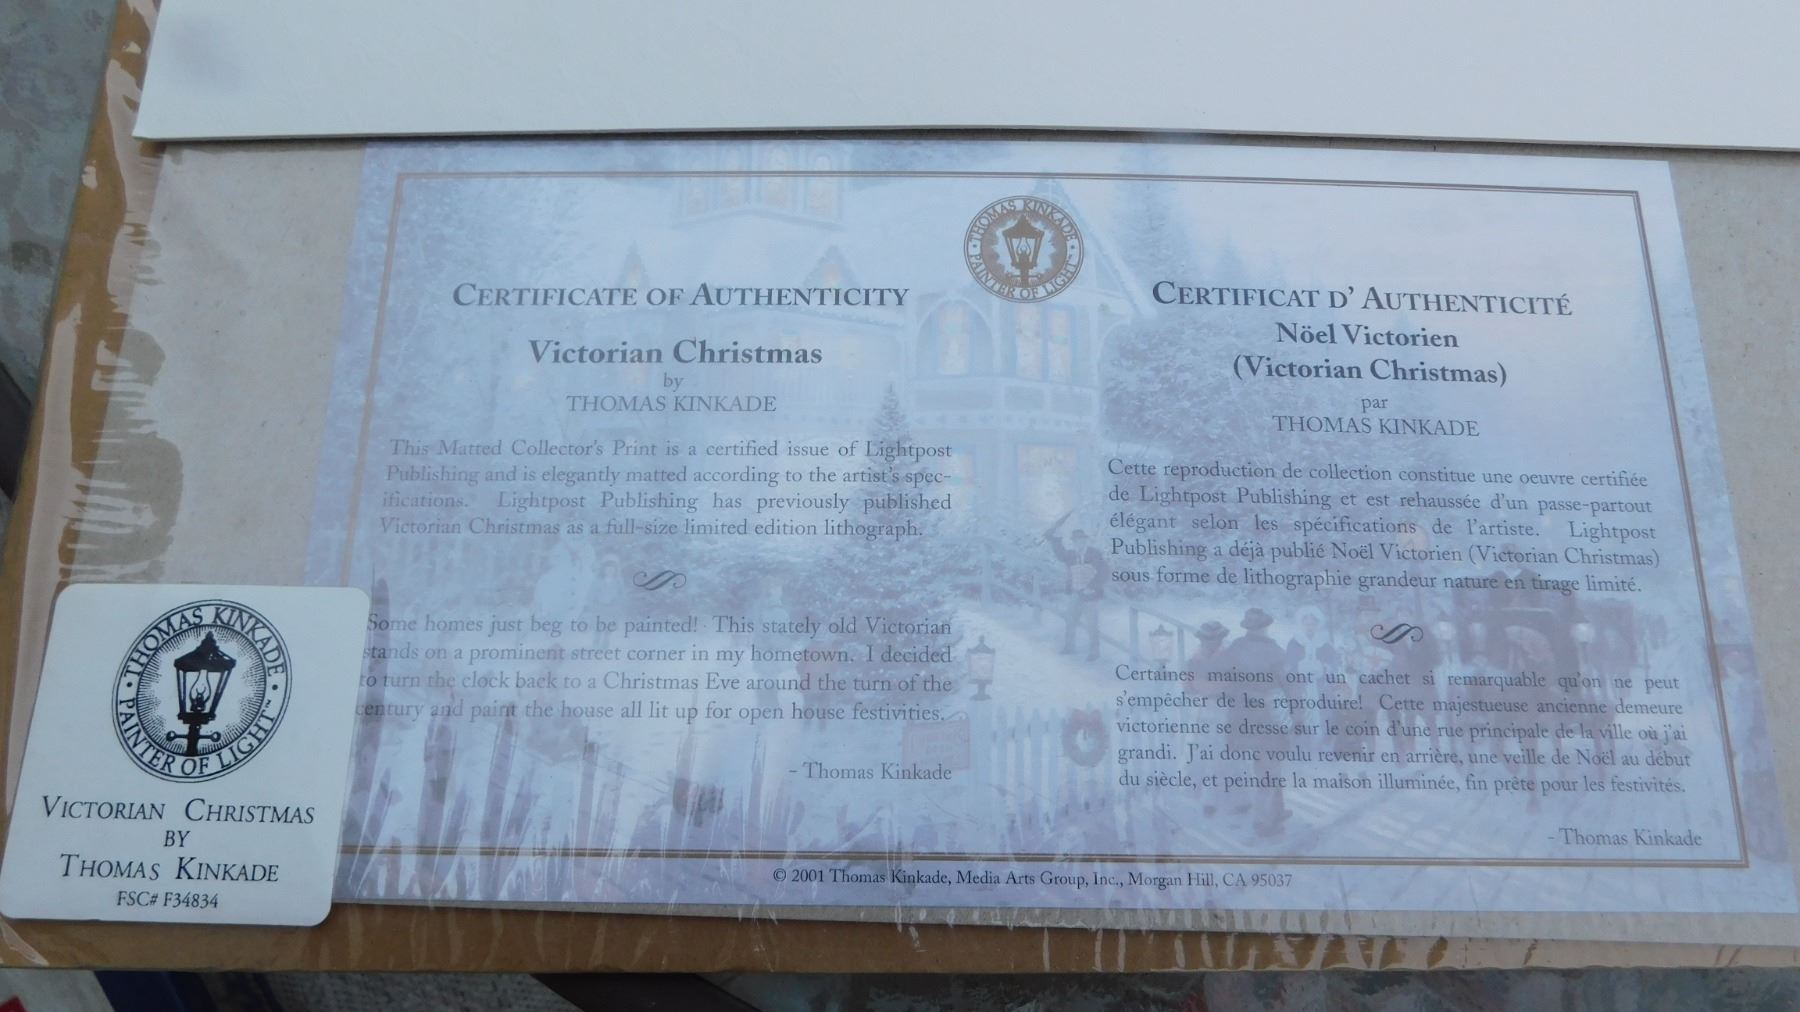 THOMAS KINKADE
PAINTER OF LIGHT™
CERTIFICATE OF AUTHENTICITY
Victorian Christmas
by
THOMAS KINKADE
This Matted Collector's Print is a certified issue of Lightpost
Publishing and is elegantly matted according to the artist's spec-
ifications. Lightpost Publishing has previously published
Victorian Christmas as a full-size limited edition lithograph.
Some homes just beg to be painted! This stately old Victorian
stands on a prominent street corner in my hometown. I decided
to turn the clock back to a Christmas Eve around the turn of the
century and paint the house all lit up for open house festivities.
- Thomas Kinkade
CERTIFICAT D' AUTHENTICITÉ
Nöel Victorien
(Victorian Christmas)
par
THOMAS KINKADE
Cette reproduction de collection constitue une oeuvre certifiée
de Lightpost Publishing et est rehaussée d'un passe-partout
élégant selon les spécifications de l'artiste. Lightpost
Publishing a déjà publié Noël Victorien (Victorian Christmas)
sous forme de lithographie grandeur nature en tirage limité.
Certaines maisons ont un cachet si remarquable qu'on ne peut
s'empêcher de les reproduire! Cette majestueuse ancienne demeure
victorienne se dresse sur le coin d'une rue principale de la ville où j'ai
grandi. J'ai donc voulu revenir en arrière, une veille de Noël au début
du siècle, et peindre la maison illuminée, fin prête pour les festivités.
- Thomas Kinkade
© 2001 Thomas Kinkade, Media Arts Group, Inc., Morgan Hill, CA 95037
THOMAS KINKADE
PAINTER OF LIGHT™
VICTORIAN CHRISTMAS
BY
THOMAS KINKADE
FSC# F34834